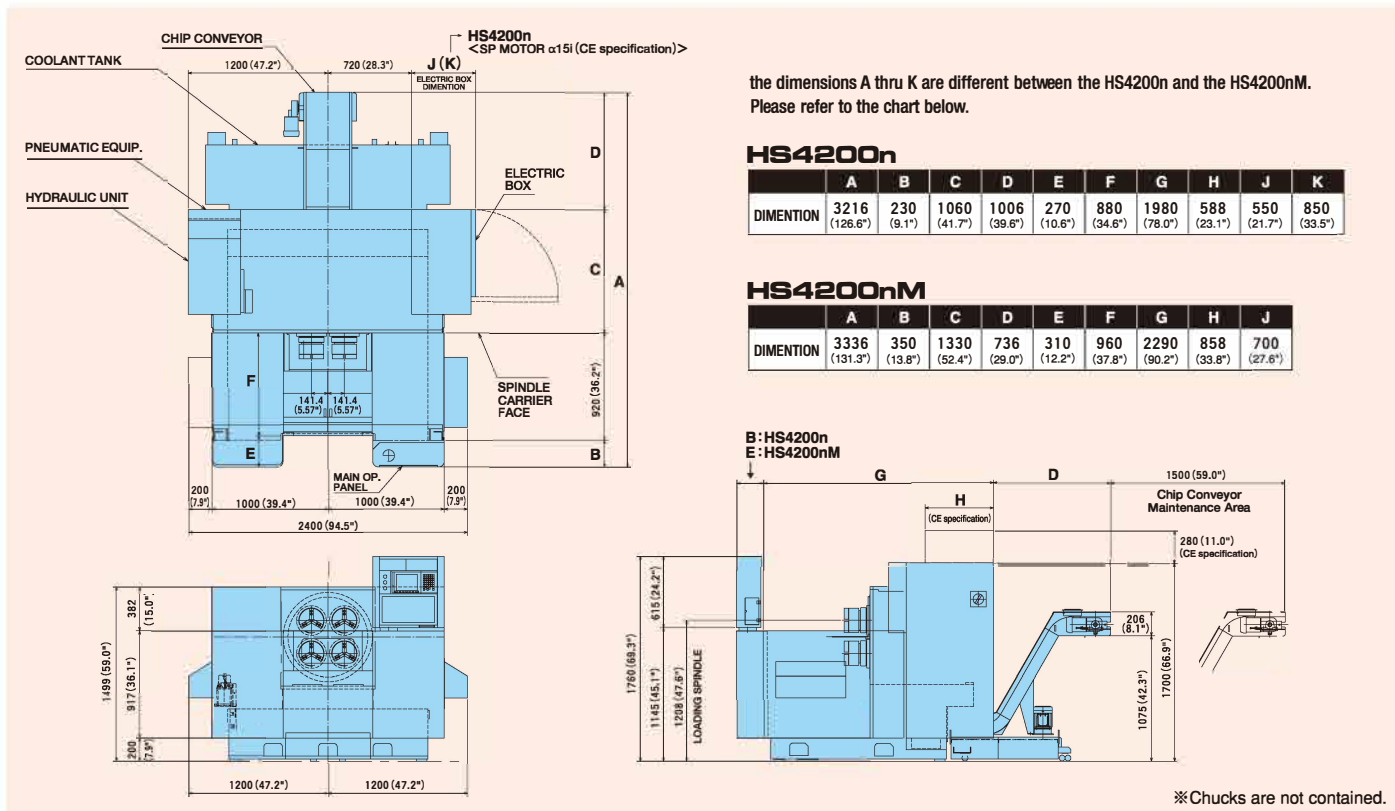 HS4200n
<SP MOTOR α15i (CE specification)>
CHIP CONVEYOR
COOLANT TANK
1200 (47.2")
720 (28.3")
J (K)
ELECTRIC BOX
DIMENTION
PNEUMATIC EQUIP.
HYDRAULIC UNIT
ELECTRIC
BOX
D
C
A
F
141.4
(5.57")
141.4
(5.57")
SPINDLE
CARRIER
FACE
920 (36.2")
E
B
MAIN OP.
PANEL
200
(7.9")
1000 (39.4")
1000 (39.4")
200
(7.9")
2400 (94.5")
the dimensions A thru K are different between the HS4200n and the HS4200nM.
Please refer to the chart below.
HS4200n
A B C D E F G H J K
DIMENTION 3216 230 1060 1006 270 880 1980 588 550 850
(126.6") (9.1") (41.7") (39.6") (10.6") (34.6") (78.0") (23.1") (21.7") (33.5")
HS4200nM
A B C D E F G H J
DIMENTION 3336 350 1330 736 310 960 2290 858 700
(131.3") (13.8") (52.4") (29.0") (12.2") (37.8") (90.2") (33.8") (27.6")
1499 (59.0")
382
(15.0")
917 (36.1")
200
(7.9")
1200 (47.2")
1200 (47.2")
B:HS4200n
E:HS4200nM
G
D
1500 (59.0")
H
(CE specification)
Chip Conveyor
Maintenance Area
280 (11.0")
(CE specification)
1760 (69.3")
615 (24.2")
1145 (45.1")
1208 (47.6")
LOADING SPINDLE
206
(8.1")
1075 (42.3")
1700 (66.9")
※Chucks are not contained.